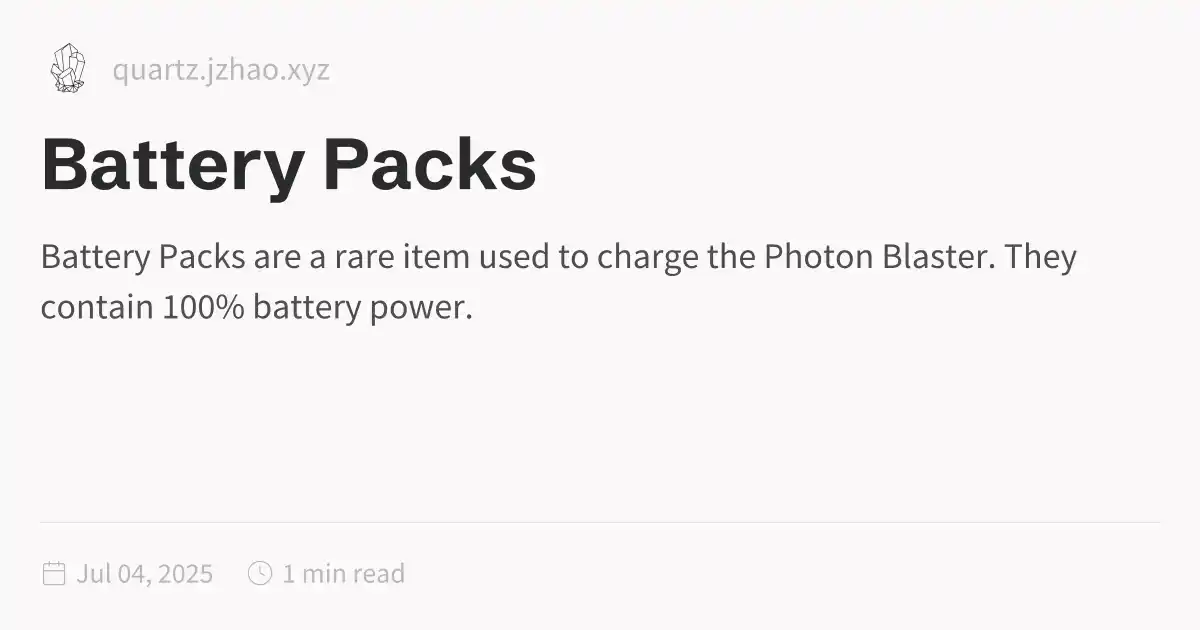 quartz.jzhao.xyz
Battery Packs
Battery Packs are a rare item used to charge the Photon Blaster. They
contain 100% battery power.
Jul 04, 2025 1 min read